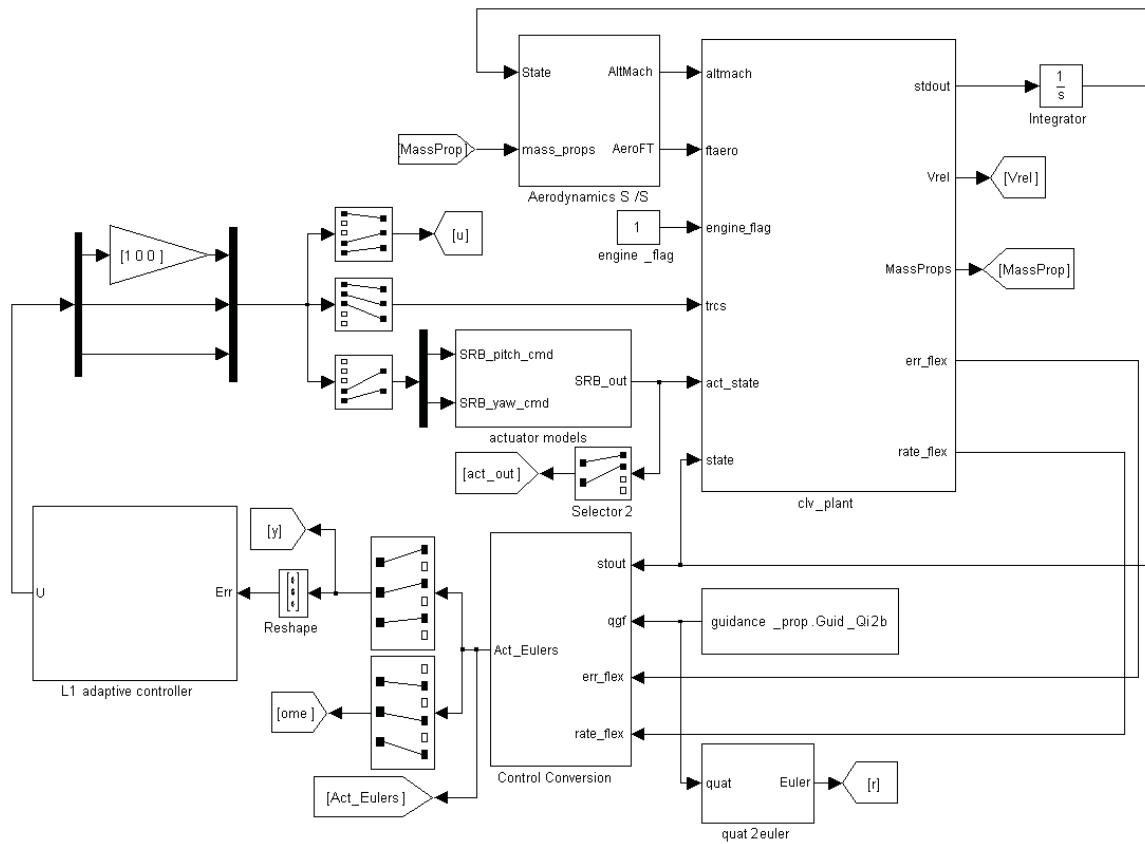 State
AltMach
mass_props
AeroFT
Aerodynamics S /S
[MassProp]
1
engine _flag
altmach
stdout
ftaero
Vrel
engine_flag
MassProps
trcs
err_flex
act_state
rate_flex
state
clv_plant
1
s
Integrator
[Vrel ]
[MassProp]
[1 0 0 ]
[u]
SRB_pitch_cmd
SRB_out
SRB_yaw_cmd
actuator models
[act_out ]
Selector 2
[y]
U
Err
L1 adaptive controller
Reshape
[ome ]
[Act_Eulers ]
stout
qgf
Act_Eulers
err_flex
rate_flex
Control Conversion
guidance _prop .Guid _Qi2b
quat
Euler
quat 2euler
[r]